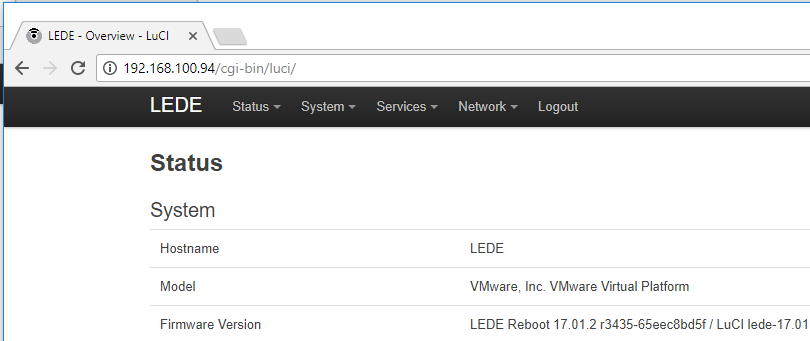 LEDE - Overview - LuCI
192.168.100.94/cgi-bin/luci/
LEDE Status System Services Network Logout
Status
System
Hostname LEDE
Model VMware, Inc. VMware Virtual Platform
Firmware Version LEDE Reboot 17.01.2 r3435-65eec8bd5f / LuCI lede-17.01